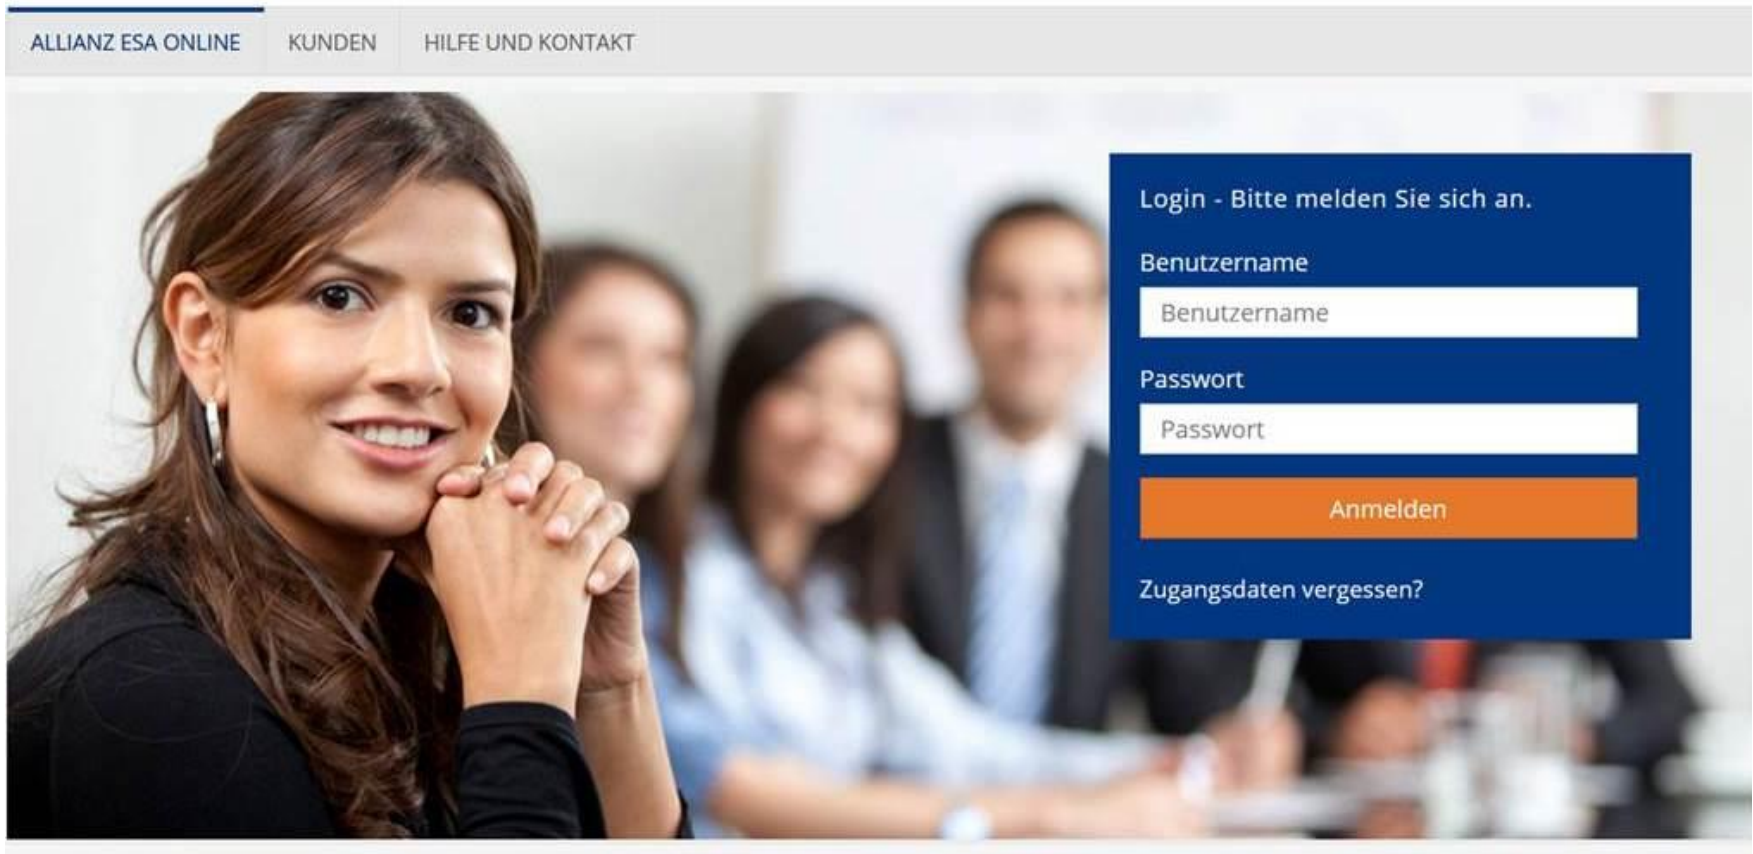 ALLIANZ ESA ONLINE
KUNDEN
HILFE UND KONTAKT
Login - Bitte melden Sie sich an.
Benutzername
Benutzername
Passwort
Passwort
Anmelden
Zugangsdaten vergessen?